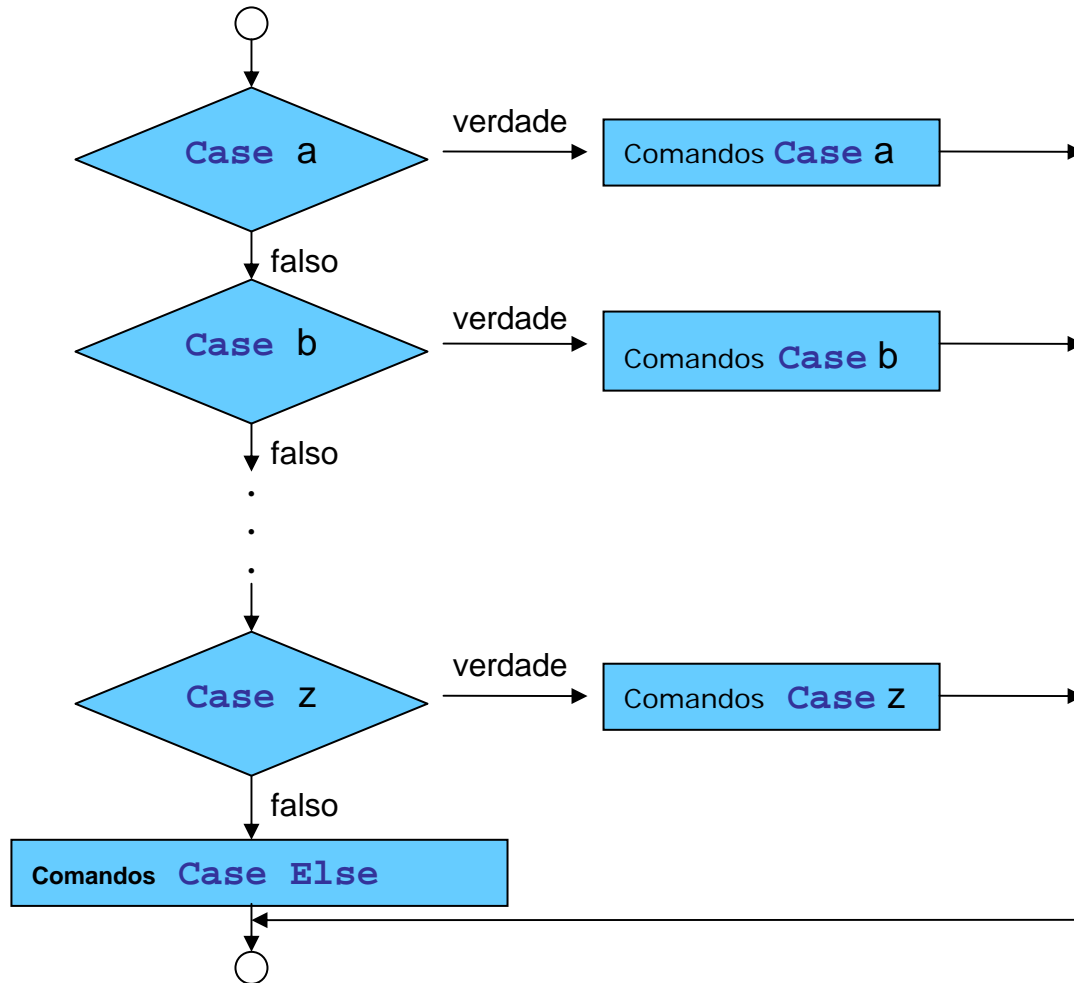 verdade
Case a
Comandos Case a
falso
verdade
Case b
Comandos Case b
falso
.
.
.
verdade
Case z
Comandos Case z
falso
Comandos Case Else